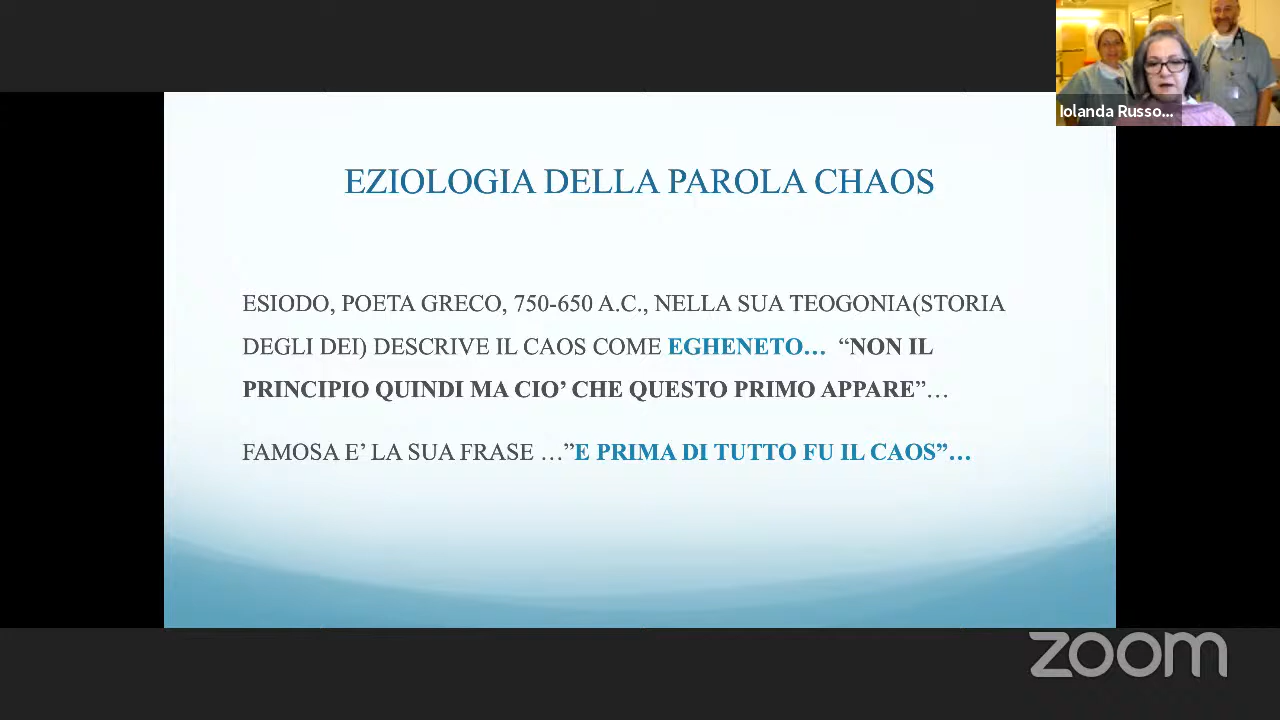 Iolanda Russo...
EZIOLOGIA DELLA PAROLA CHAOS
ESIODO, POETA GRECO, 750-650 A.C., NELLA SUA TEOGONIA(STORIA
DEGLI DEI) DESCRIVE IL CAOS COME EGHENETO… “NON IL
PRINCIPIO QUINDI MA CIO’ CHE QUESTO PRIMO APPARE”…
FAMOSA E’ LA SUA FRASE …”E PRIMA DI TUTTO FU IL CAOS”…
zoom